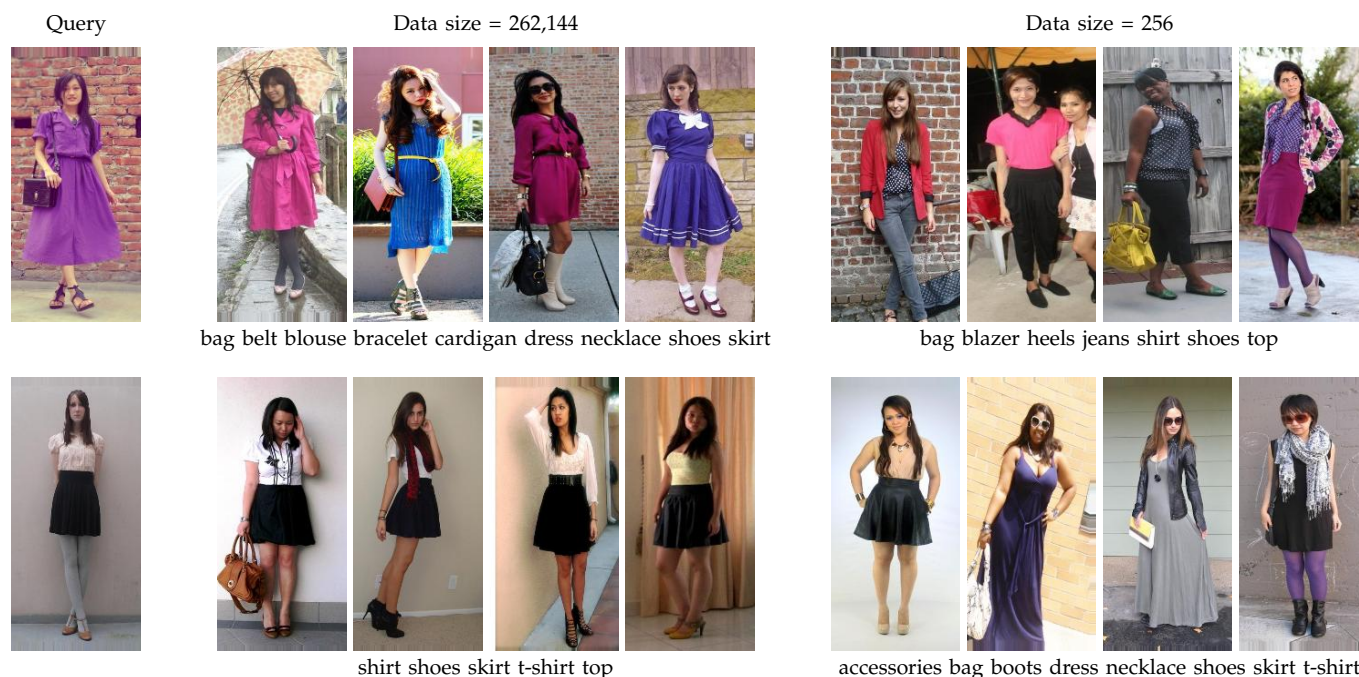 Query
Data size = 262,144
Data size = 256
bag belt blouse bracelet cardigan dress necklace shoes skirt
bag blazer heels jeans shirt shoes top
shirt shoes skirt t-shirt top
accessories bag boots dress necklace shoes skirt t-shirt